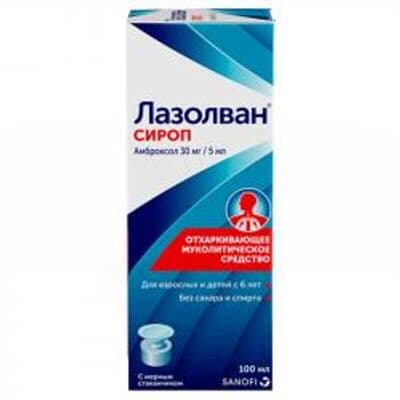 Лазолван®
СИРОП
Амброксол 30 мг / 5 мл
ОТХАРКИВАЮЩЕЕ
МУКОЛИТИЧЕСКОЕ
СРЕДСТВО
Для взрослых и детей с 6 лет
Без сахара и спирта
С мерным
стаканчиком
100 мл
SANOFI